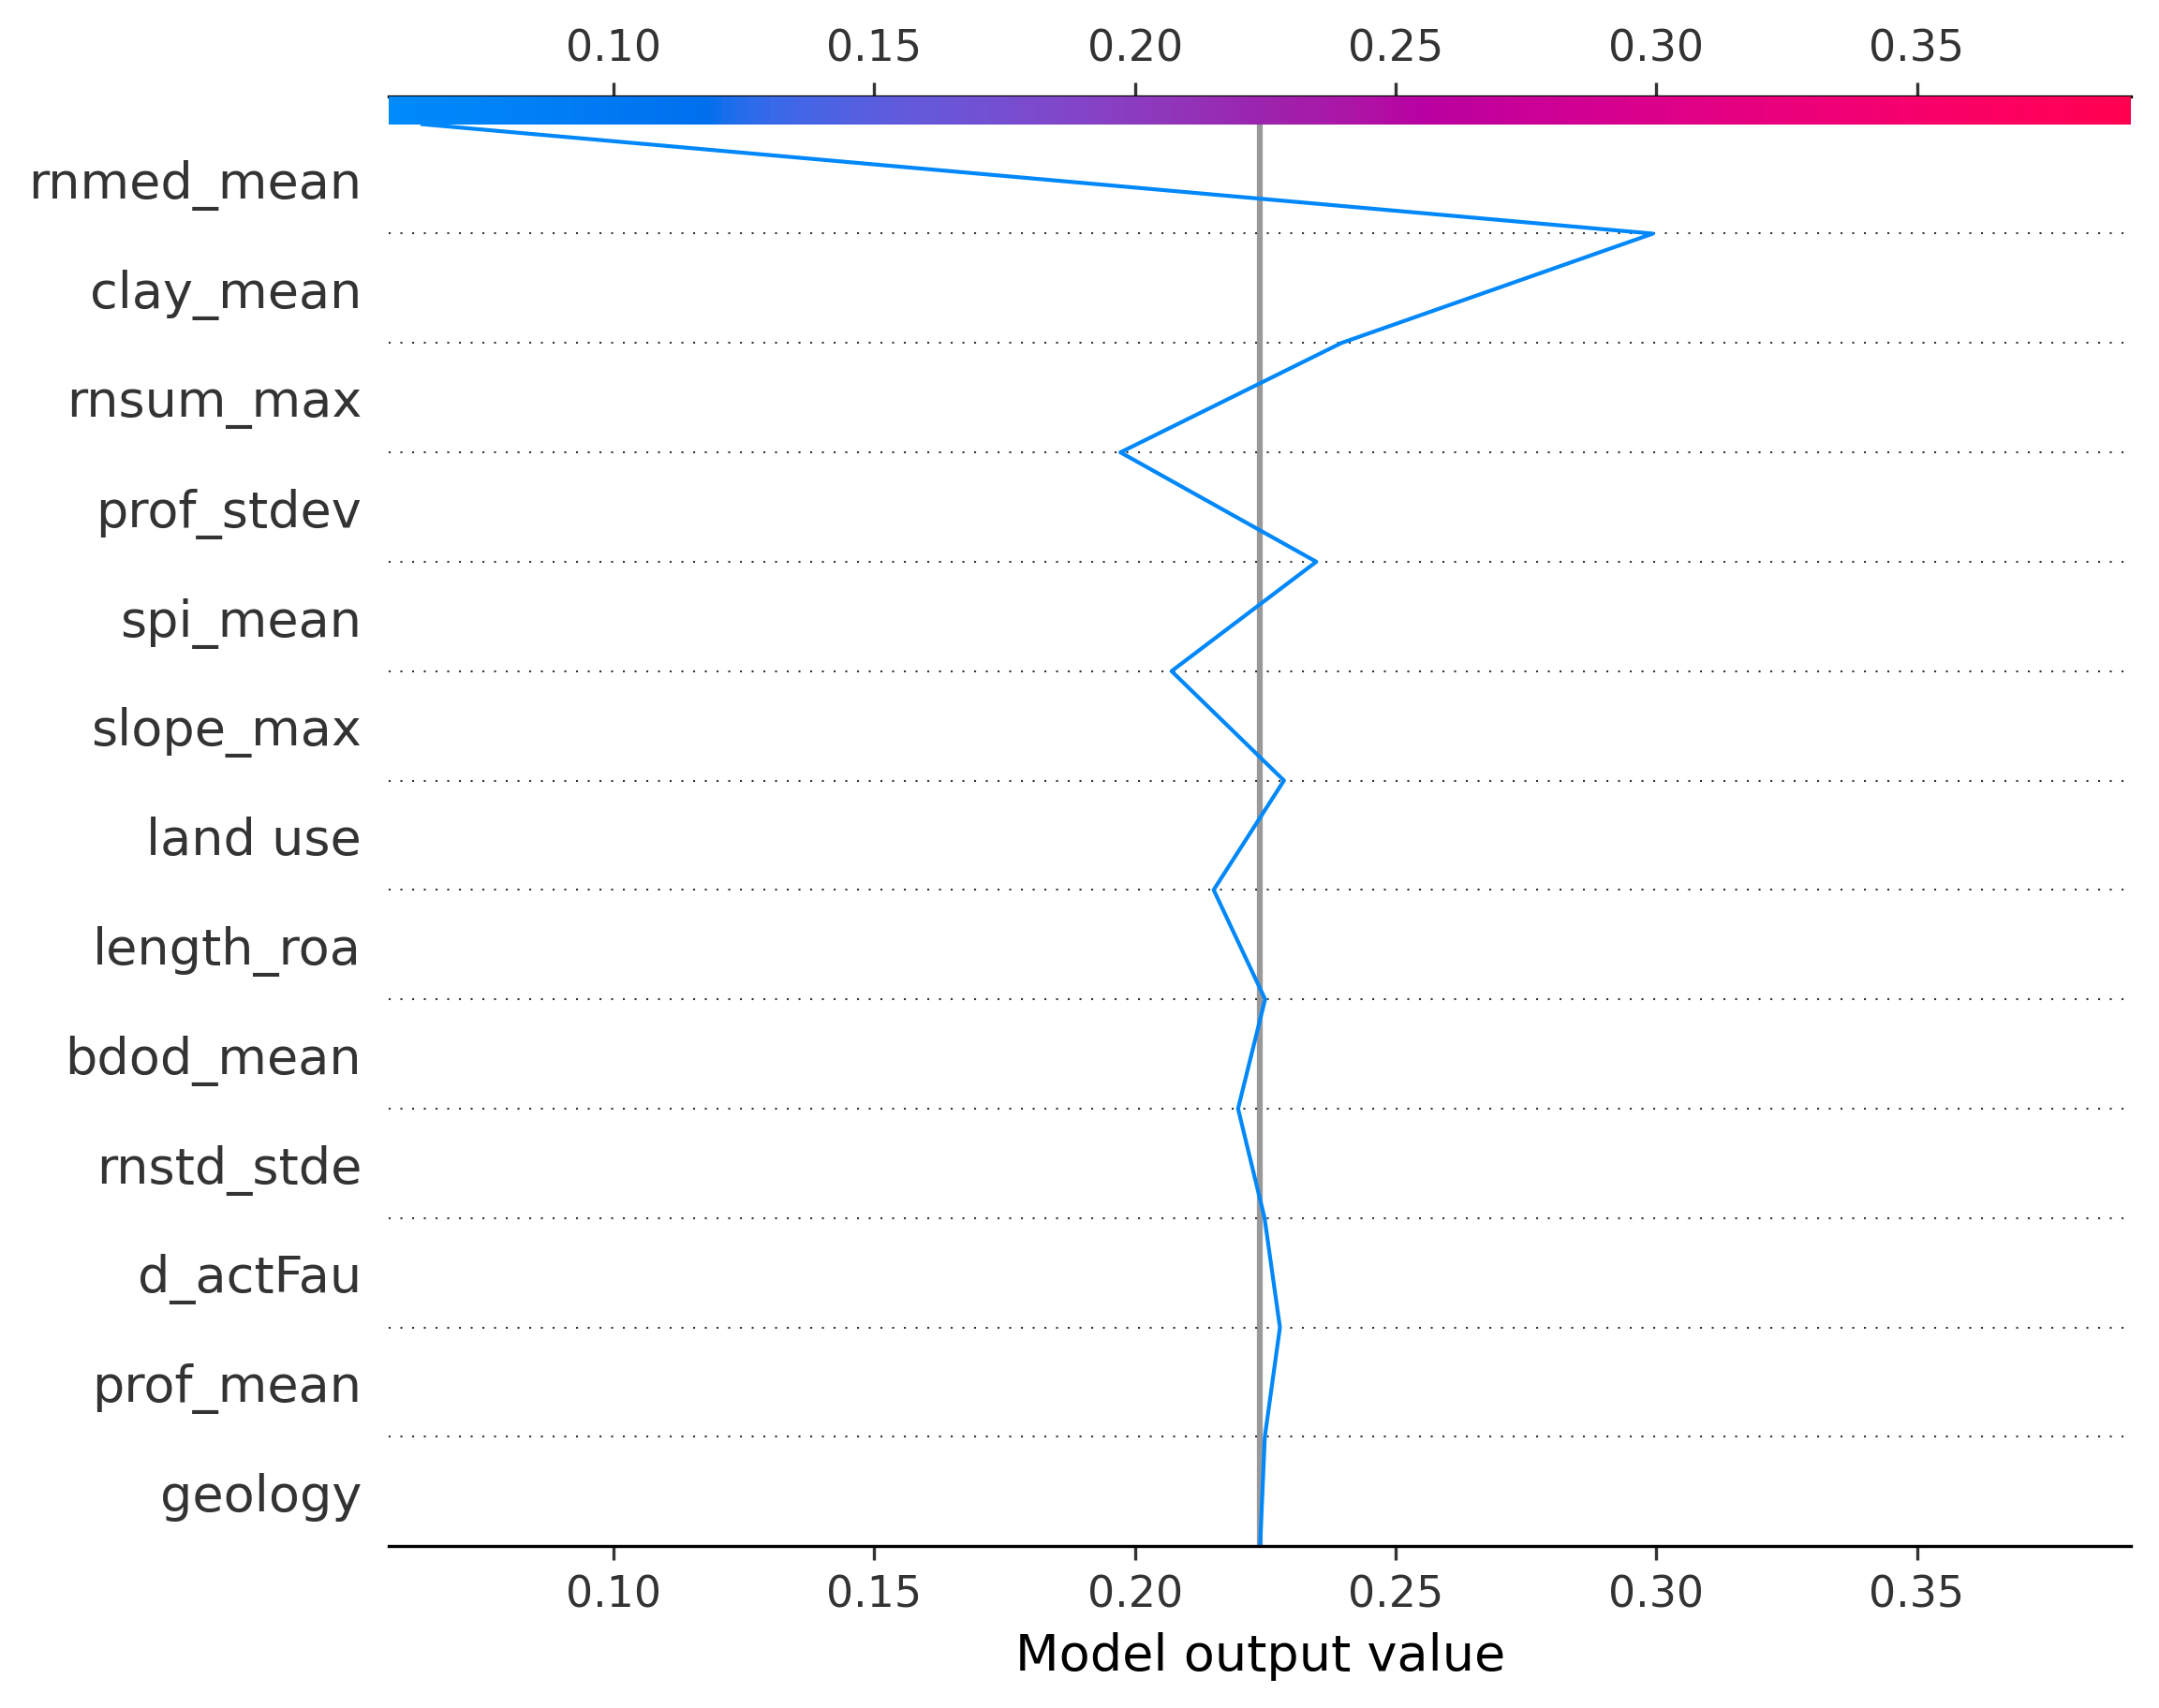 0.10 0.15 0.20 0.25 0.30 0.35
rnmed_mean
clay_mean
rnsum_max
prof_stdev
spi_mean
slope_max
land use
length_roa
bdod_mean
rnstd_stde
d_actFau
prof_mean
geology
0.10 0.15 0.20 0.25 0.30 0.35
Model output value